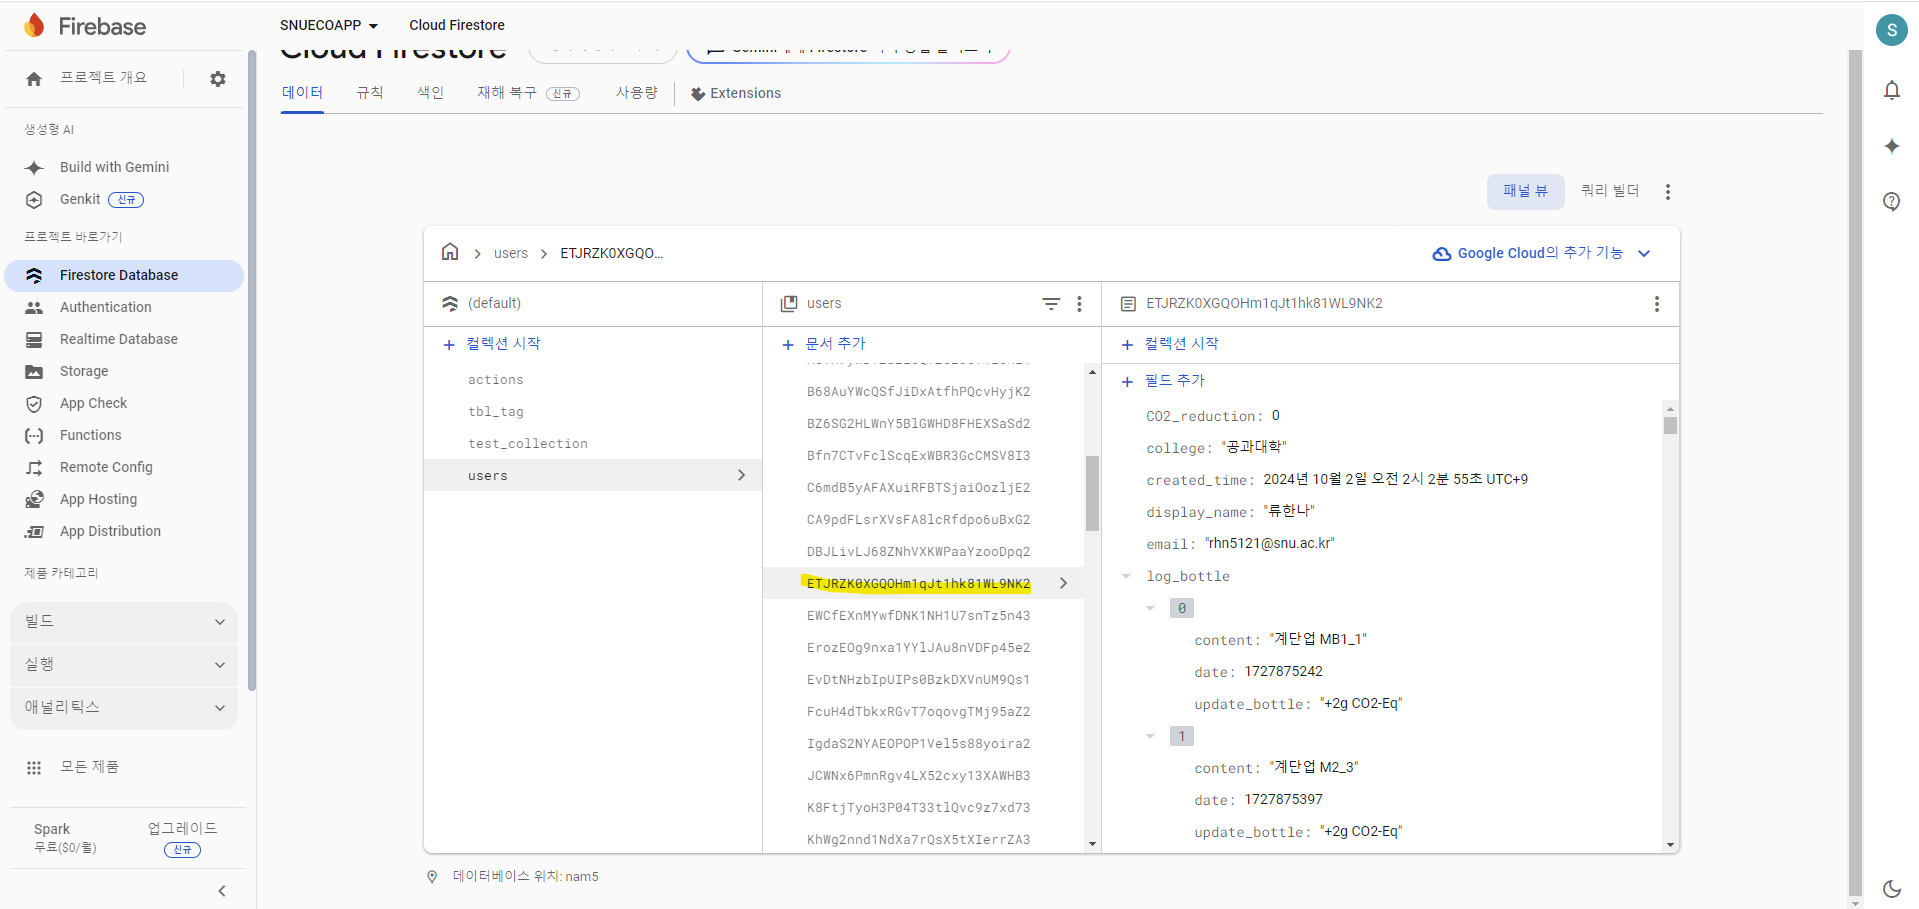 Firebase
SNUECOAPP
Cloud Firestore
S
Cloud Firestore
프로젝트 개요
데이터
규칙
색인
재해 복구
신규
사용량
Extensions
생성형 AI
Build with Gemini
Genkit
신규
프로젝트 바로가기
Firestore Database
Authentication
Realtime Database
Storage
App Check
Functions
Remote Config
App Hosting
App Distribution
제품 카테고리
빌드
실행
애널리틱스
모든 제품
Spark
무료($0/월)
업그레이드
신규
패널 뷰
쿼리 빌더
users
ETJRZK0XGQO...
Google Cloud의 추가 기능
(default)
컬렉션 시작
actions
tbl_tag
test_collection
users
users
문서 추가
B68AuYWcQSfJiDxAtfhPQcvHyjK2
BZ6SG2HLWnY5BlGWHD8FHEXSaSd2
Bfn7CTvFclScqExWBR3GcCMSV8I3
C6mdB5yAFAXuiRFBTSjaiOozljE2
CA9pdFLsrXVsFA8lcRfdpo6uBxG2
DBJLivLJ68ZNhVXKWPaaYzooDpq2
ETJRZK0XGQOHm1qJt1hk81WL9NK2
EWCfEXnMYwfDNK1NH1U7snTz5n43
ErozEOg9nxa1YYlJAu8nVDFp45e2
EvDtNHzbIpUIPs0BzkDXVnUM9Qs1
FcuH4dTbkxRGvT7oqovgTMj95aZ2
IgdaS2NYAEOPOP1Vel5s88yoira2
JCWNx6PmnRgv4LX52cxy13XAWHB3
K8FtjTyoH3P04T33tlQvc9z7xd73
KhWg2nnd1NdXa7rQsX5tXIerrZA3
ETJRZK0XGQOHm1qJt1hk81WL9NK2
컬렉션 시작
필드 추가
CO2_reduction: 0
college: "공과대학"
created_time: 2024년 10월 2일 오전 2시 2분 55초 UTC+9
display_name: "류한나"
email: "rhn5121@snu.ac.kr"
log_bottle
0
content: "계단업 MB1_1"
date: 1727875242
update_bottle: "+2g CO2-Eq"
1
content: "계단업 M2_3"
date: 1727875397
update_bottle: "+2g CO2-Eq"
데이터베이스 위치: nam5